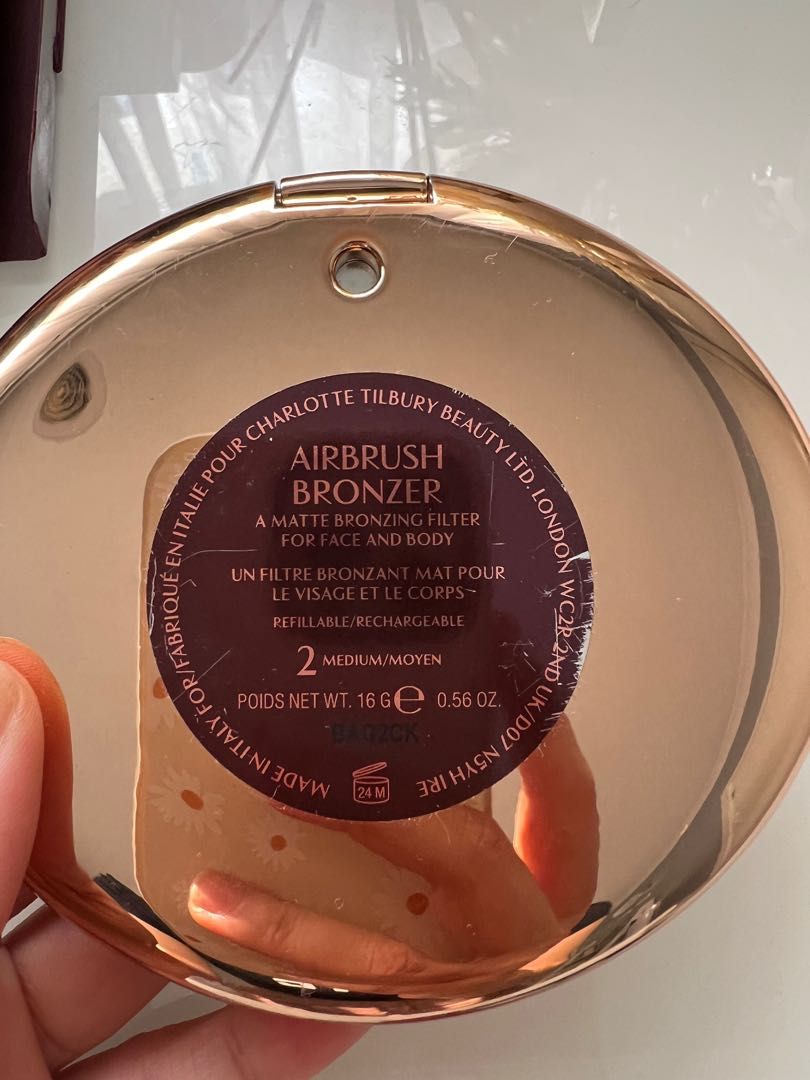 MADE IN ITALY FOR/FABRIQUÉ EN ITALIE POUR CHARLOTTE TILBURY BEAUTY LTD. LONDON WC2R 2ND UK/D07 N5YH IRE
AIRBRUSH
BRONZER
A MATTE BRONZING FILTER
FOR FACE AND BODY
UN FILTRE BRONZANT MAT POUR
LE VISAGE ET LE CORPS
REFILLABLE/RECHARGEABLE
2 MEDIUM/MOYEN
POIDS NET WT. 16 G ℮ 0.56 OZ.
24 M